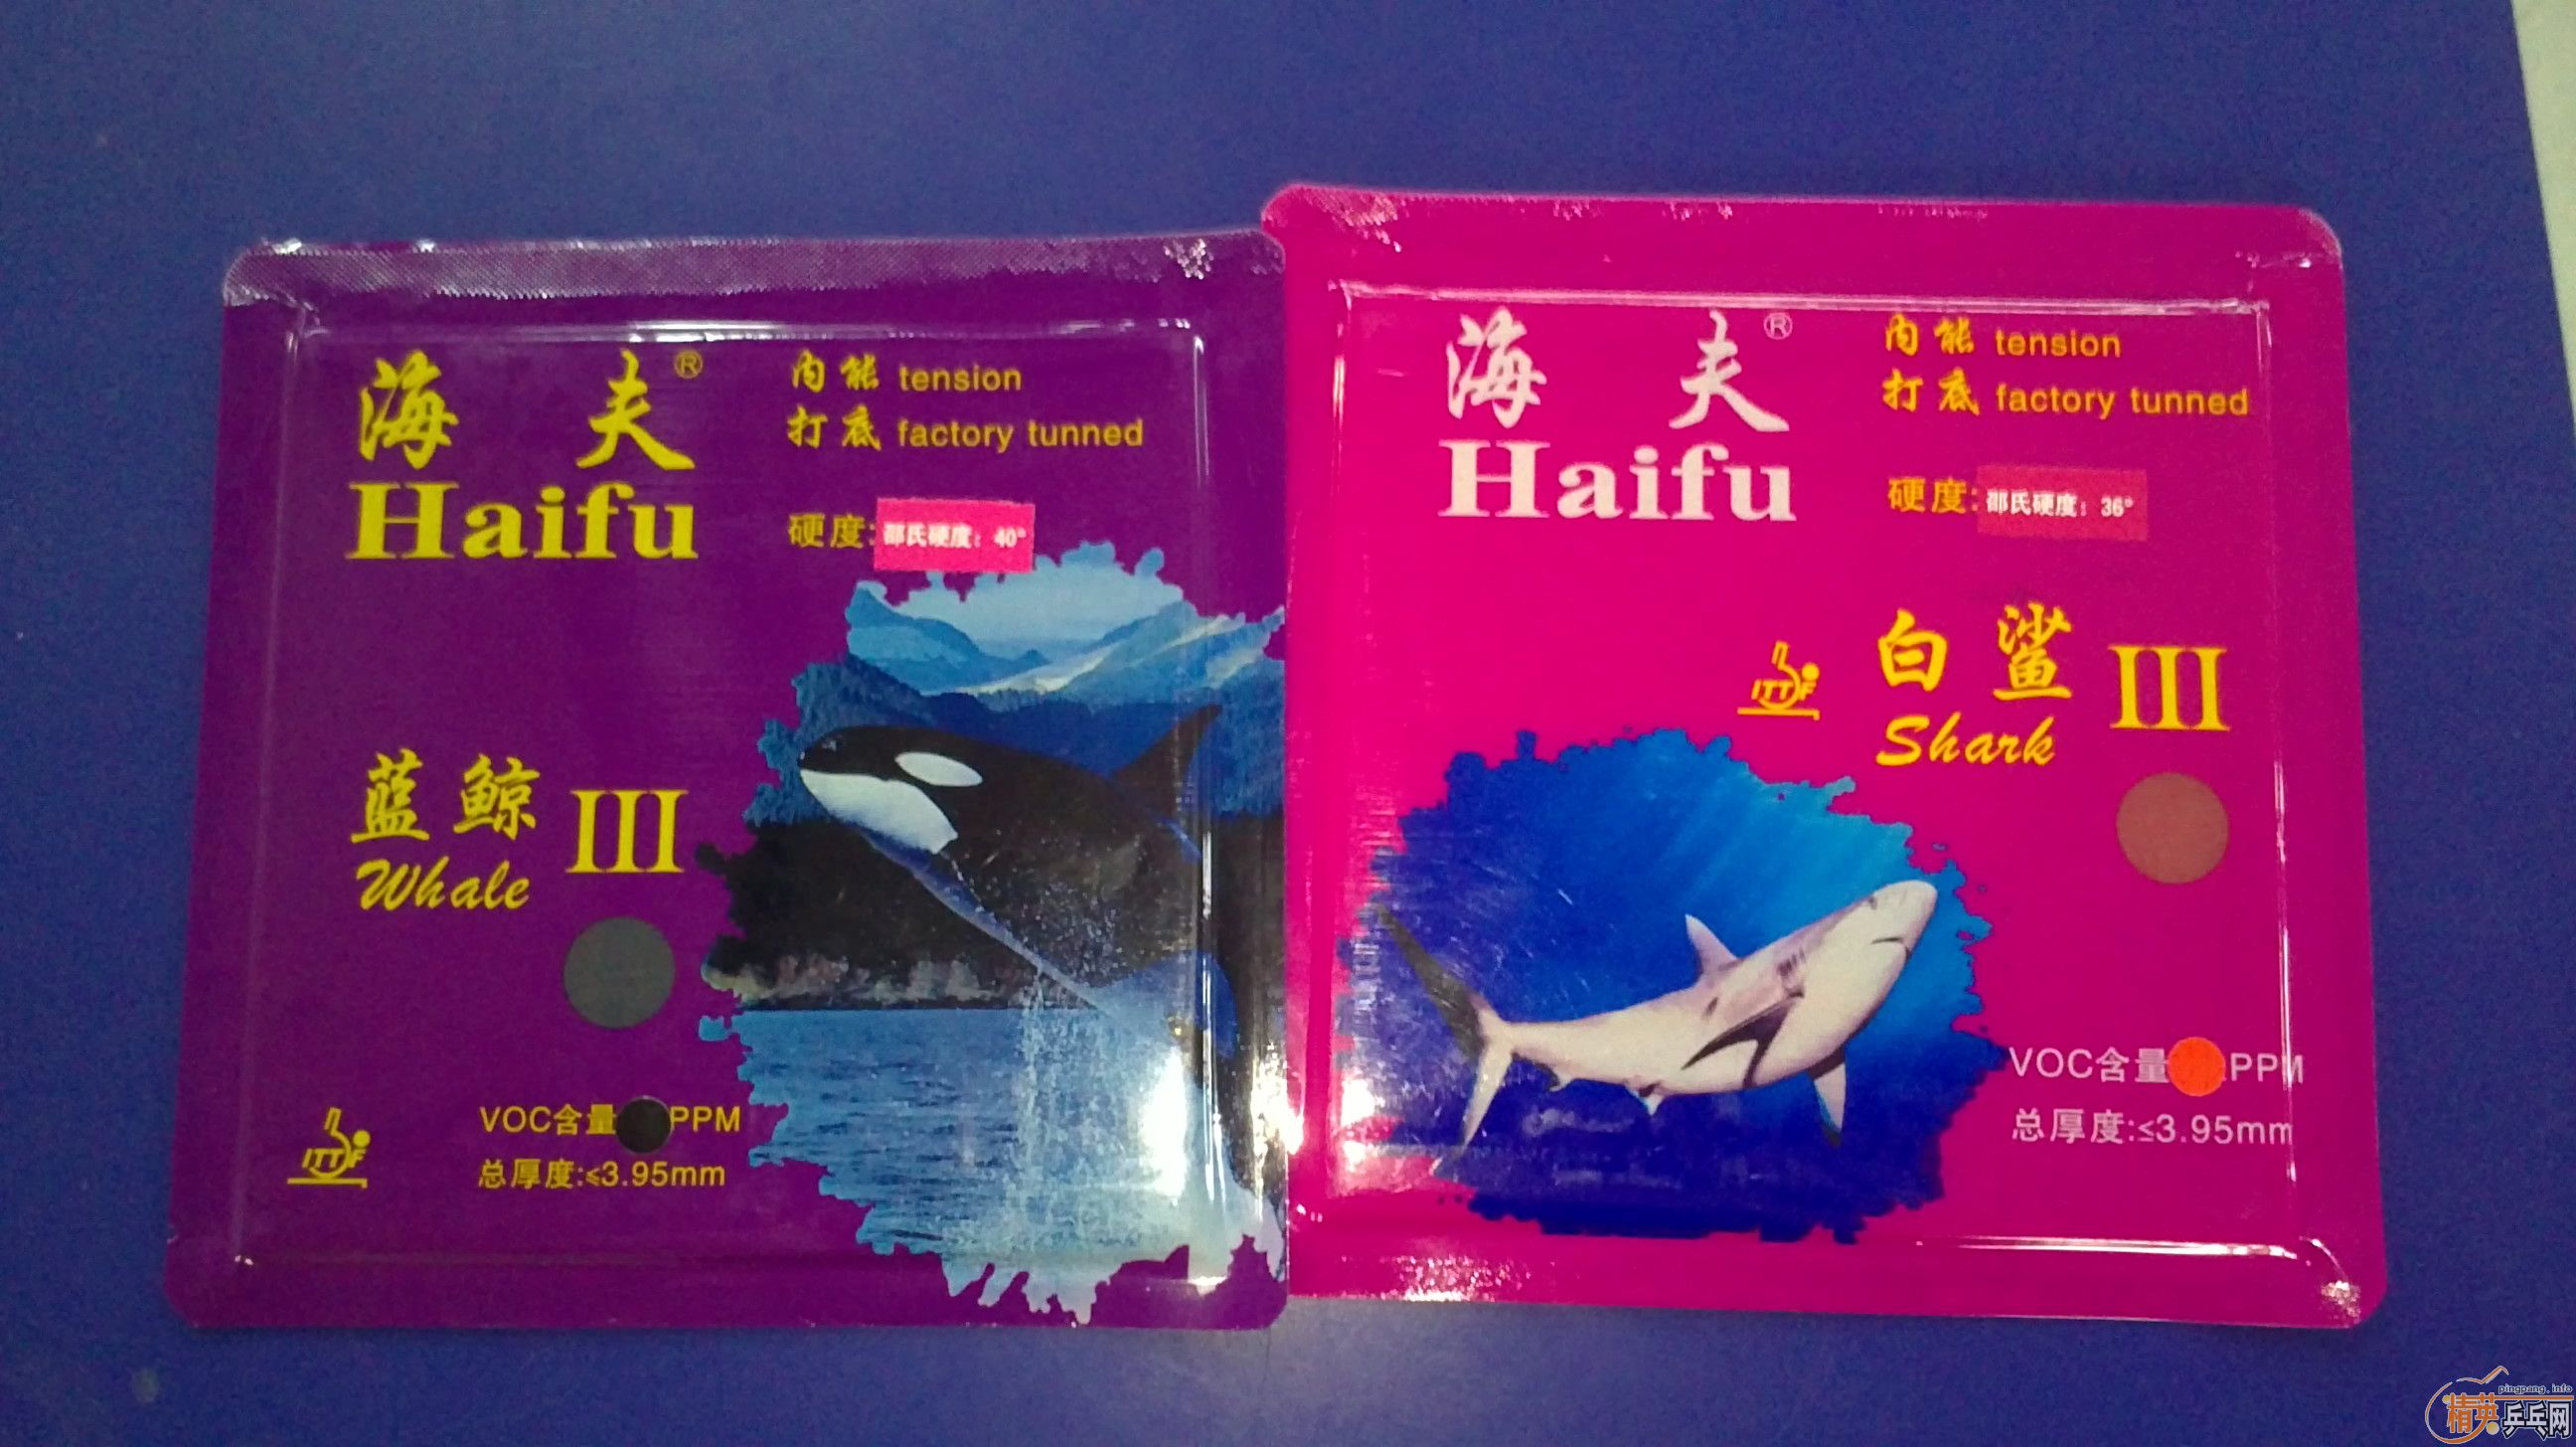 海夫®
Haifu
内能 tension
打底 factory tunned
硬度: 邵氏硬度：40°
蓝鲸 III
Whale
ITTF
VOC含量 PPM
总厚度:≤3.95mm
海夫®
Haifu
内能 tension
打底 factory tunned
硬度: 邵氏硬度：36°
ITTF
白鲨 III
Shark
VOC含量 PPM
总厚度:≤3.95mm
pingpang.info
精英乒乓网